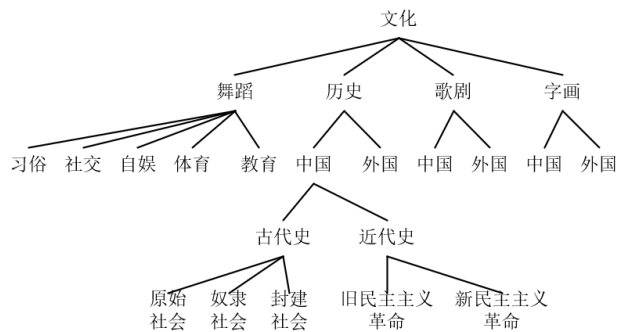 文化
舞蹈 历史 歌剧 字画
习俗 社交 自娱 体育 教育 中国 外国 中国 外国 中国 外国
古代史 近代史
原始 奴隶 封建 旧民主主义 新民主主义
社会 社会 社会 革命 革命